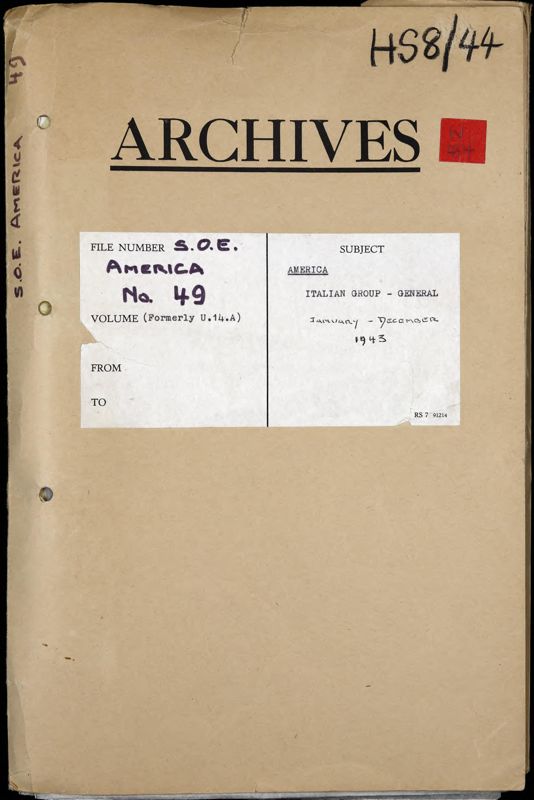 HS8/44
ARCHIVES
S.O.E. AMERICA 49
FILE NUMBER S.O.E.
AMERICA
No. 49
VOLUME (Formerly U.14.A)
FROM
TO
SUBJECT
AMERICA
ITALIAN GROUP - GENERAL
January - December
1943
RS 7 91214